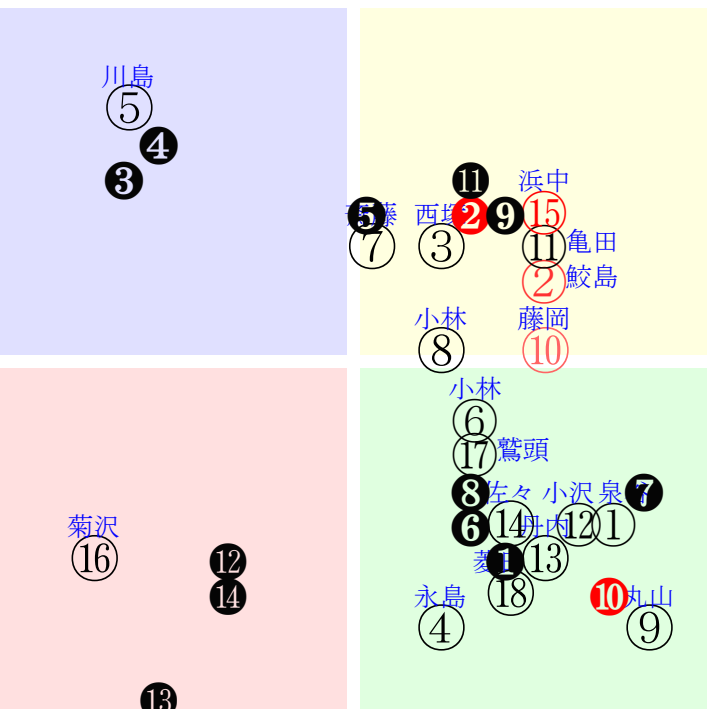 川島
⑤
❹
❸
⓫
浜中
❺藤
西塚
❷
❾
⑮
⑦
③
⑪
亀田
②
鮫島
小林
藤岡
⑧
⑩
小林
⑥
⑰
鷲頭
❽
佐々
小沢
泉
❼
❻
⑭
丹内
⑫
①
菊沢
⑯
⓬
⓮
菱
❶
⑬
⑱
永島
❿
丸山
④
⑨
⓭